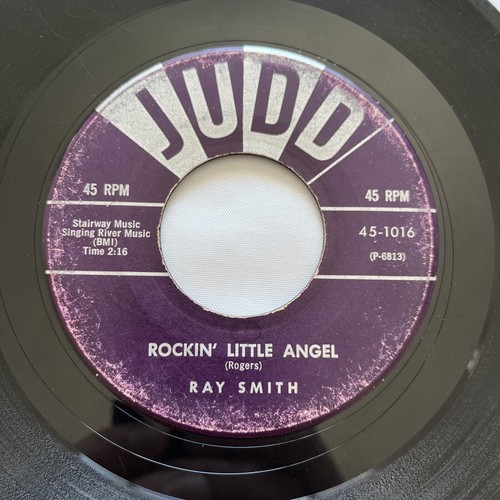 JUDD
45 RPM
45 RPM
Stairway Music
Singing River Music
(BMI)
Time 2:16
45-1016
(P-6813)
ROCKIN' LITTLE ANGEL
(Rogers)
RAY SMITH